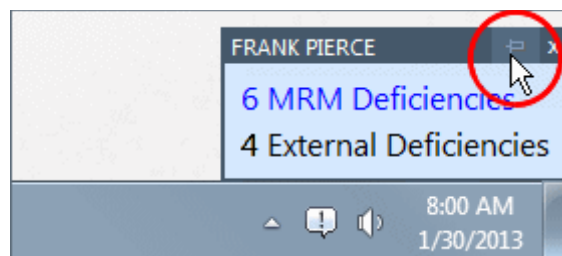 FRANK PIERCE x
6 MRM Deficiencies
4 External Deficiencies
8:00 AM
1/30/2013